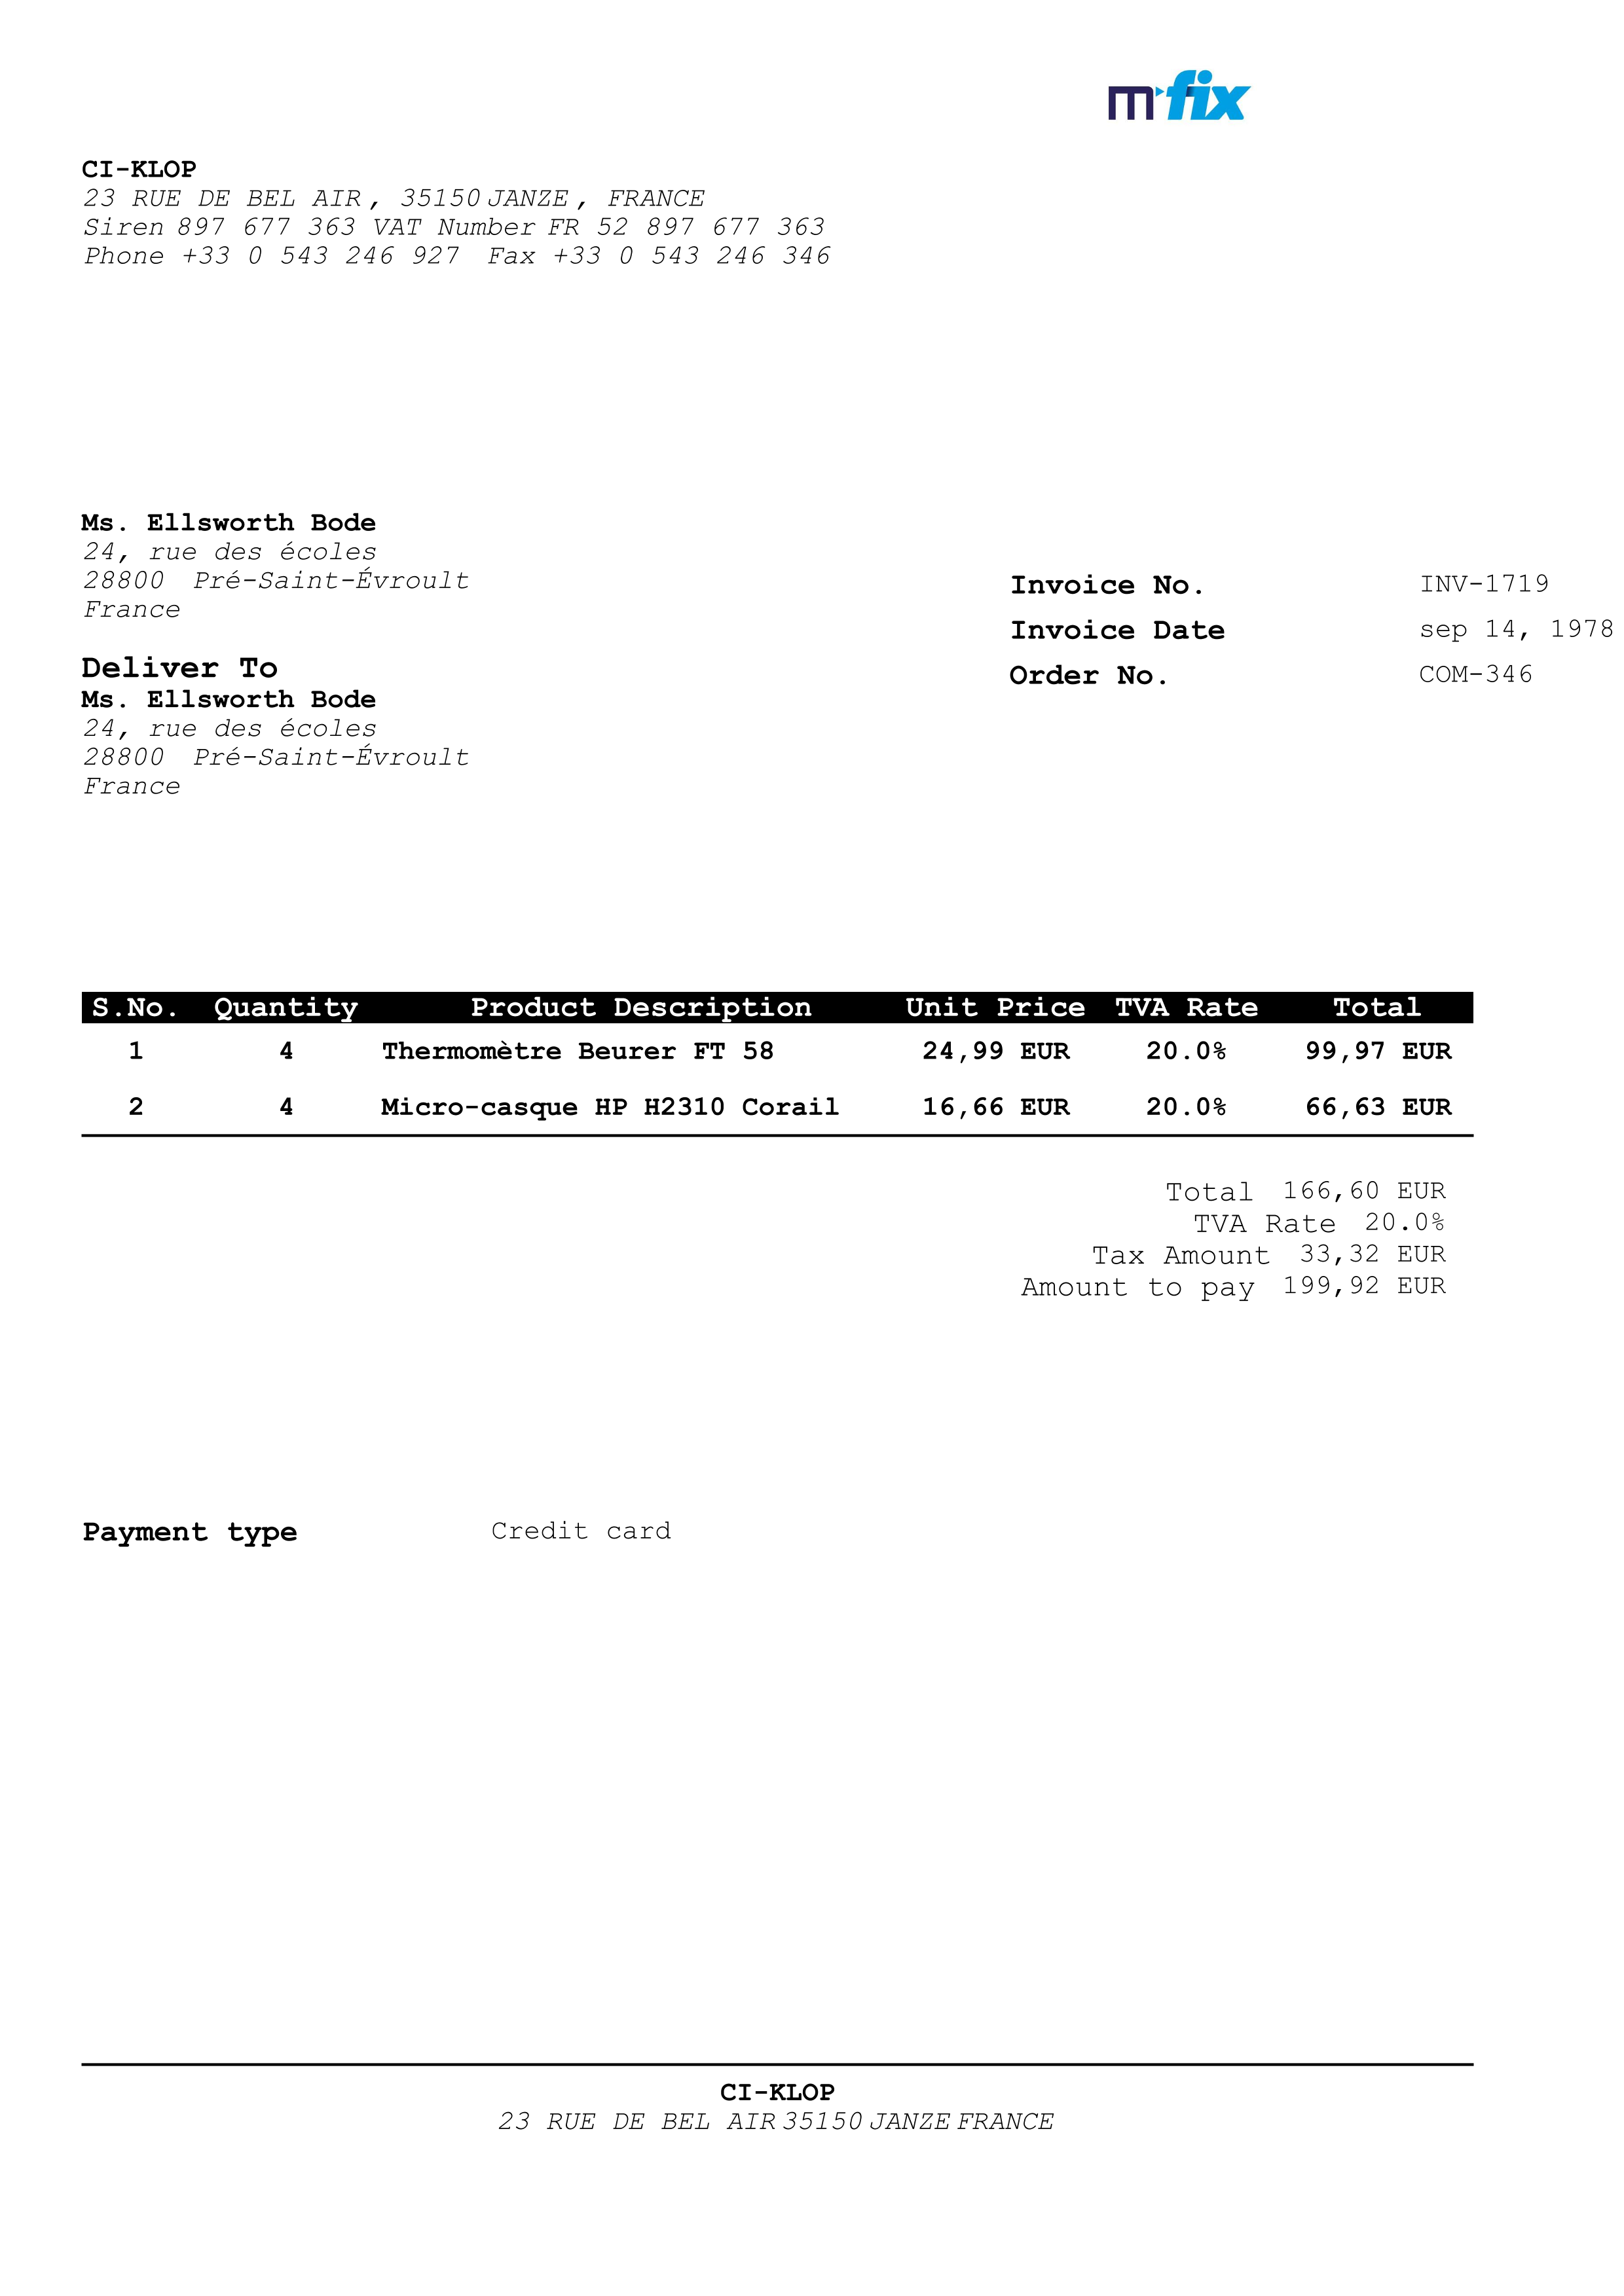 m fix
CI-KLOP
23 RUE DE BEL AIR, 35150 JANZE, FRANCE
Siren 897 677 363 VAT Number FR 52 897 677 363
Phone +33 0 543 246 927 Fax +33 0 543 246 346
Ms. Ellsworth Bode
24, rue des écoles
28800 Pré-Saint-Évroult
France
Invoice No. INV-1719
Invoice Date sep 14, 1978
Order No. COM-346
Deliver To
Ms. Ellsworth Bode
24, rue des écoles
28800 Pré-Saint-Évroult
France
S.No. Quantity Product Description Unit Price TVA Rate Total
1 4 Thermomètre Beurer FT 58 24,99 EUR 20.0% 99,97 EUR
2 4 Micro-casque HP H2310 Corail 16,66 EUR 20.0% 66,63 EUR
Total 166,60 EUR
TVA Rate 20.0%
Tax Amount 33,32 EUR
Amount to pay 199,92 EUR
Payment type Credit card
CI-KLOP
23 RUE DE BEL AIR 35150 JANZE FRANCE